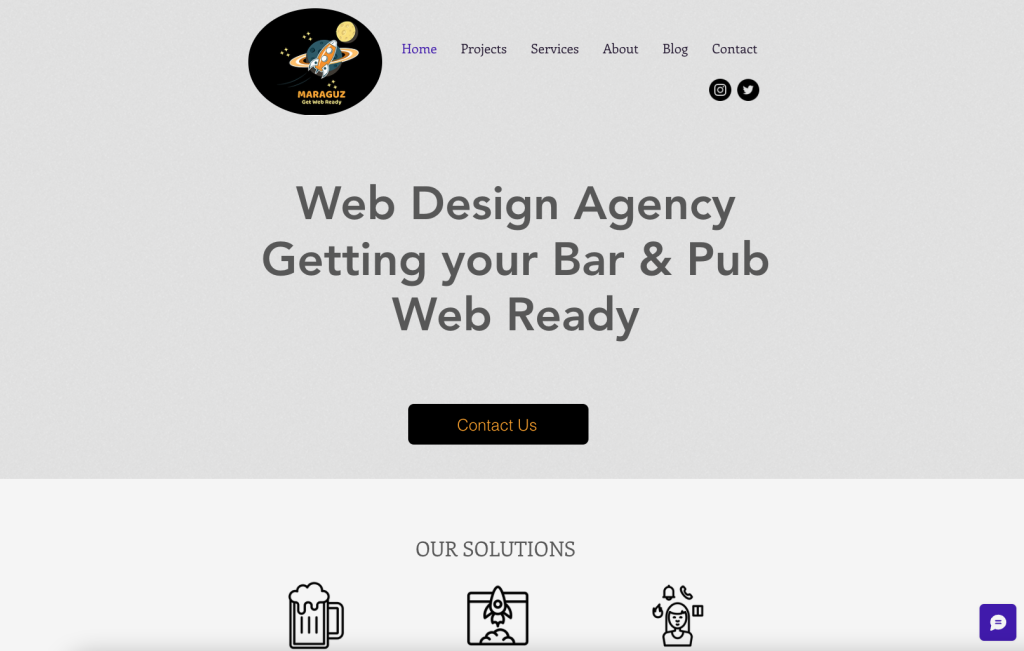 MARAGUZ
Get Web Ready
Home Projects Services About Blog Contact
Web Design Agency
Getting your Bar & Pub
Web Ready
Contact Us
OUR SOLUTIONS